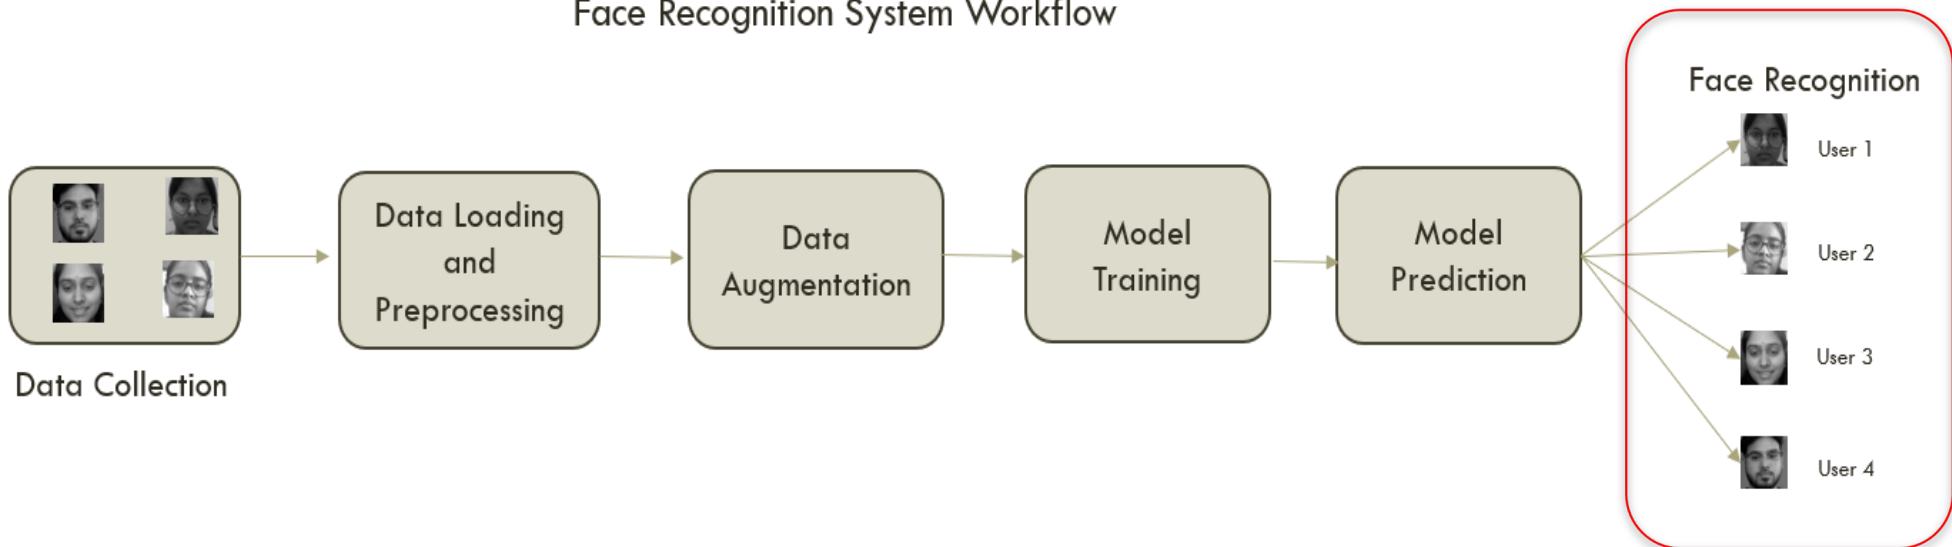 Face Recognition System Workflow
Data Collection
Data Loading
and
Preprocessing
Data
Augmentation
Model
Training
Model
Prediction
Face Recognition
User 1
User 2
User 3
User 4